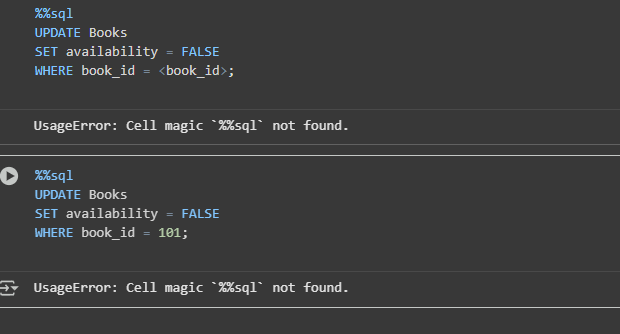 %%sql
UPDATE Books
SET availability = FALSE
WHERE book_id = <book_id>;
UsageError: Cell magic `%%sql` not found.
%%sql
UPDATE Books
SET availability = FALSE
WHERE book_id = 101;
UsageError: Cell magic `%%sql` not found.